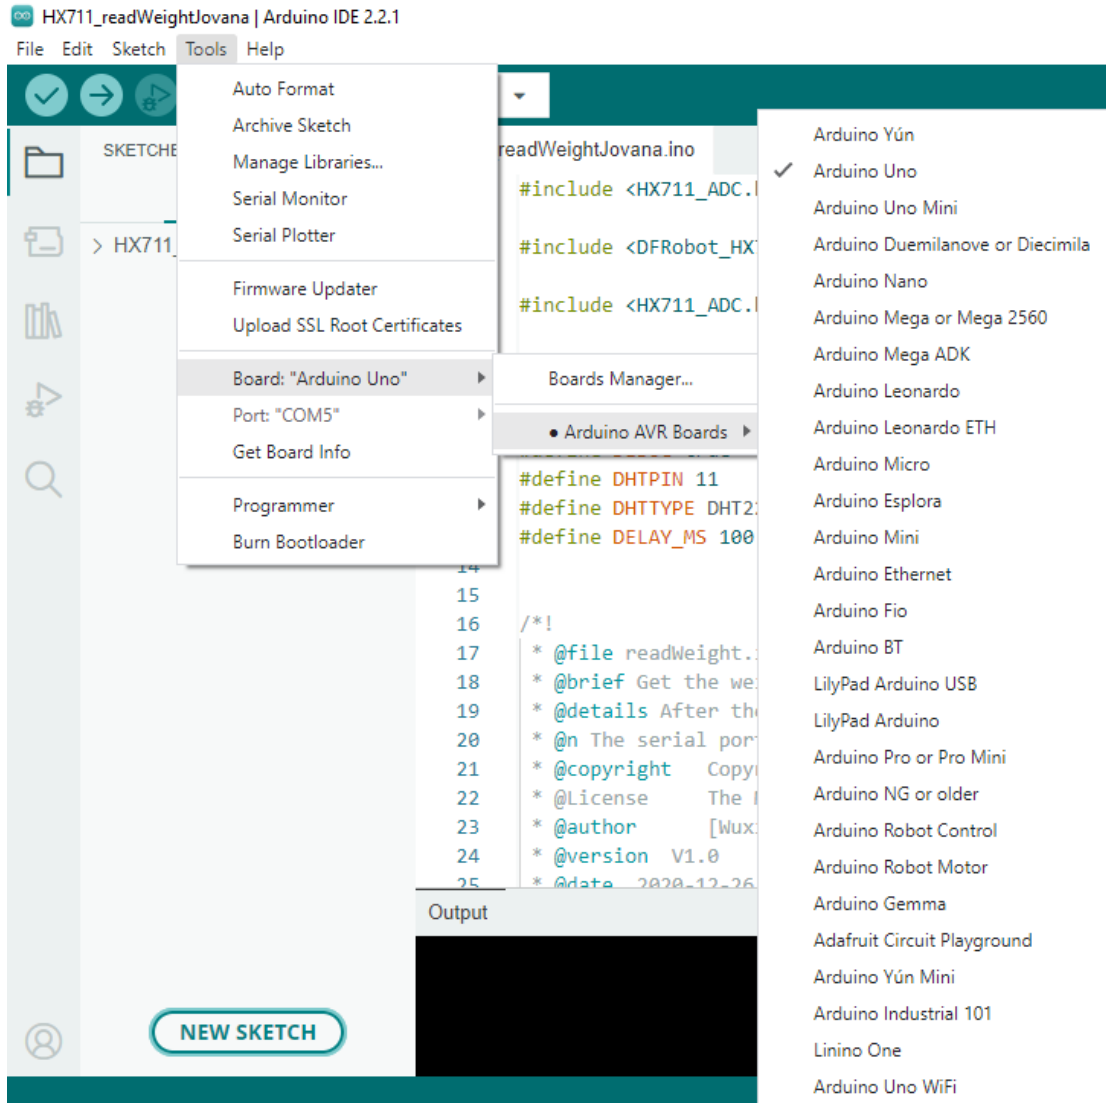 HX711_readWeightJovana | Arduino IDE 2.2.1
File Edit Sketch Tools Help
Auto Format
Archive Sketch
Manage Libraries...
Serial Monitor
Serial Plotter
Firmware Updater
Upload SSL Root Certificates
Board: "Arduino Uno"
Port: "COM5"
Get Board Info
Programmer
Burn Bootloader
Boards Manager...
• Arduino AVR Boards
Arduino Yún
✓ Arduino Uno
Arduino Uno Mini
Arduino Duemilanove or Diecimila
Arduino Nano
Arduino Mega or Mega 2560
Arduino Mega ADK
Arduino Leonardo
Arduino Leonardo ETH
Arduino Micro
Arduino Esplora
Arduino Mini
Arduino Ethernet
Arduino Fio
Arduino BT
LilyPad Arduino USB
LilyPad Arduino
Arduino Pro or Pro Mini
Arduino NG or older
Arduino Robot Control
Arduino Robot Motor
Arduino Gemma
Adafruit Circuit Playground
Arduino Yún Mini
Arduino Industrial 101
Linino One
Arduino Uno WiFi
SKETCHE
HX711_
NEW SKETCH
readWeightJovana.ino
#include <HX711_ADC.
#include <DFRobot_HX
#include <HX711_ADC.
#define DHTPIN 11
#define DHTTYPE DHT2
#define DELAY_MS 100
14
15
16 /*!
17 * @file readWeight.
18 * @brief Get the we
19 * @details After the
20 * @n The serial por
21 * @copyright Copy
22 * @License The
23 * @author [Wux
24 * @version V1.0
25 * @date 2020-12-26
Output